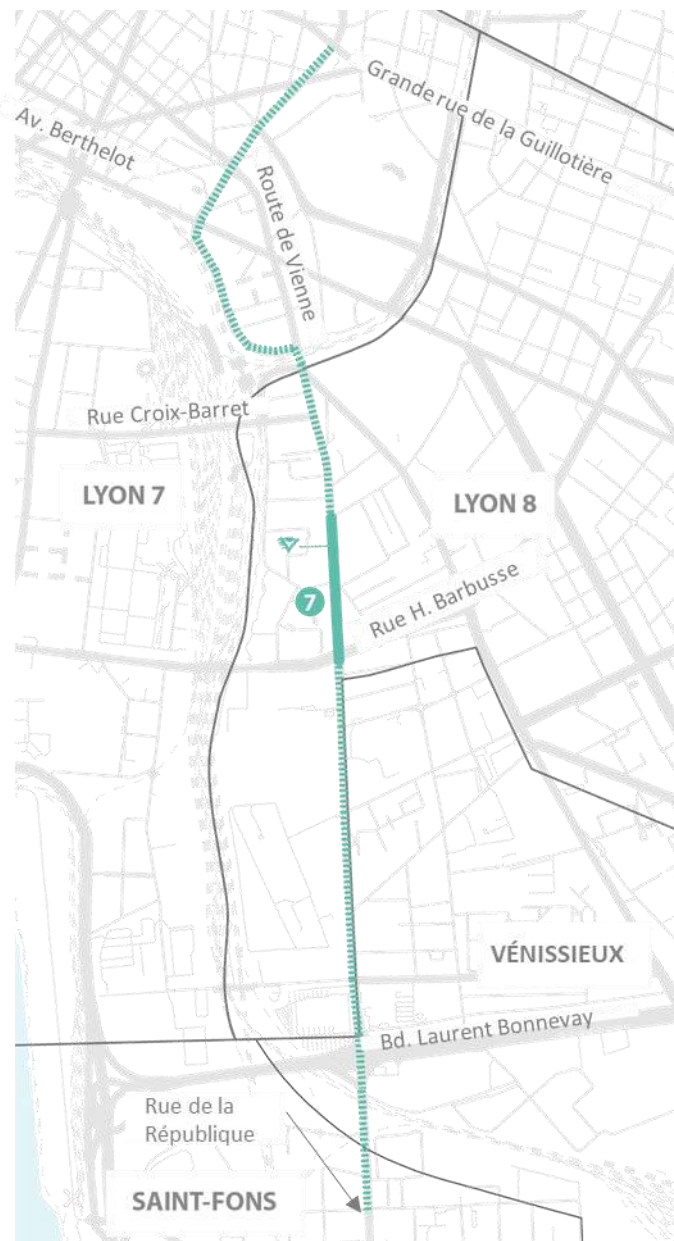 Grande rue de la Guillotière
Av. Berthelot
Route de Vienne
Rue Croix-Barret
LYON 7
LYON 8
7
Rue H. Barbusse
VÉNISSIEUX
Bd. Laurent Bonnevay
Rue de la
République
SAINT-FONS